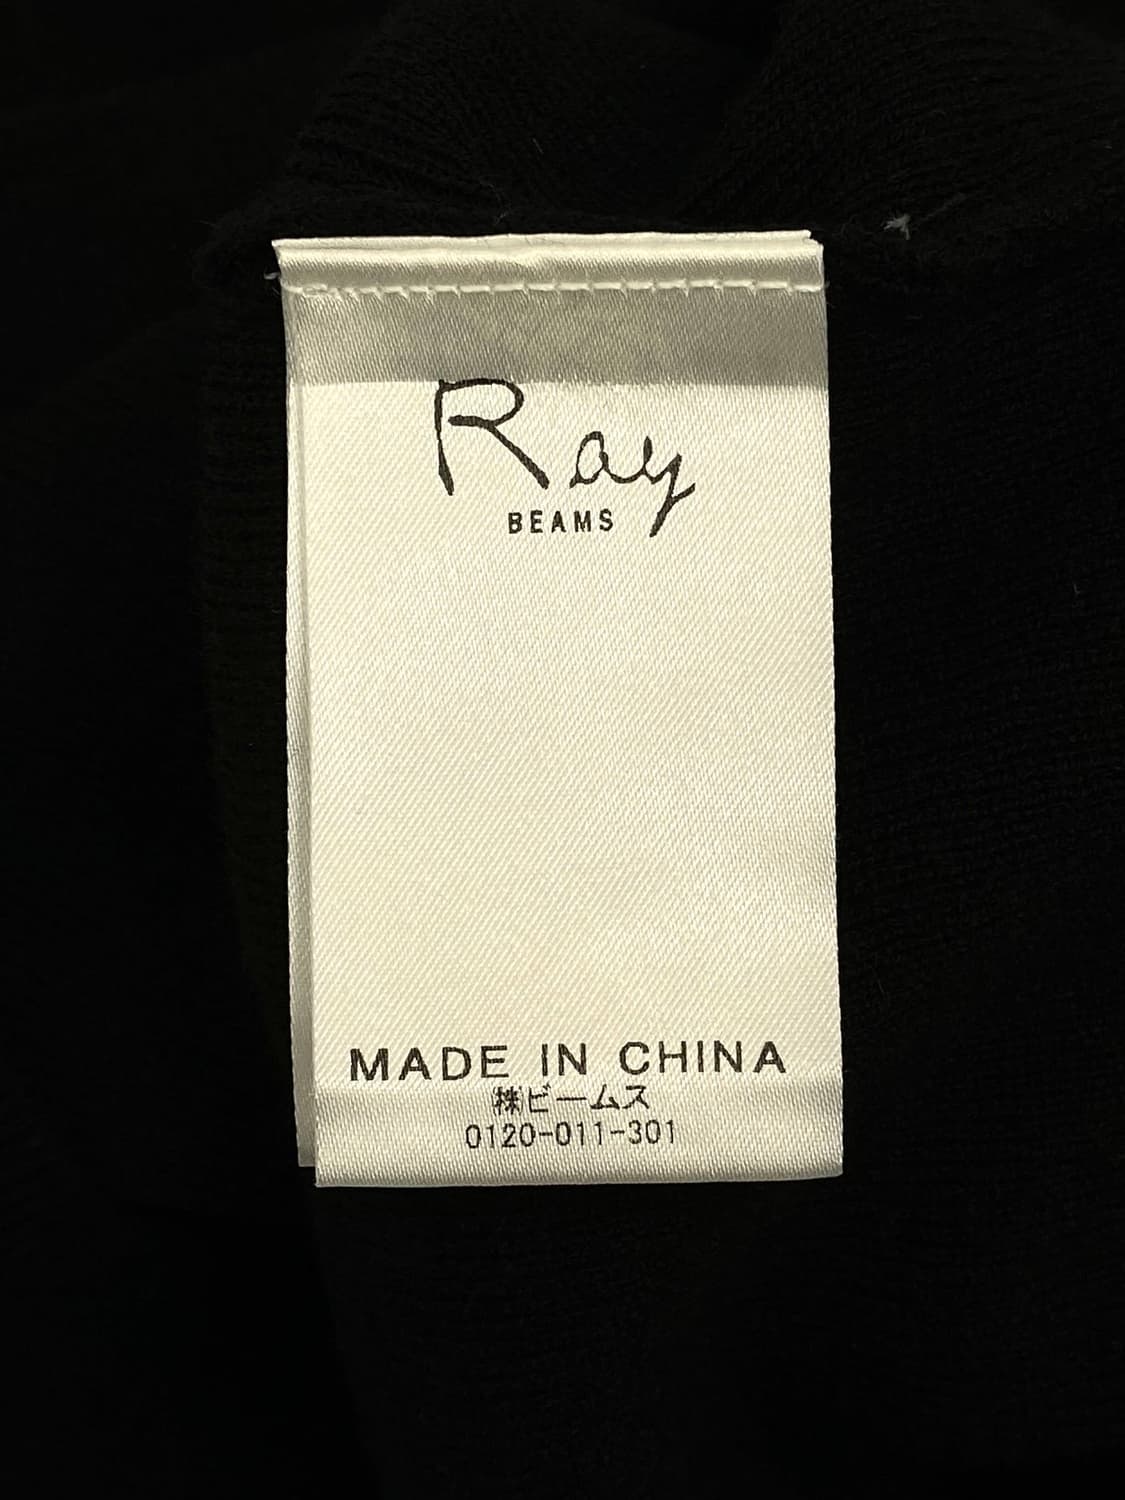 Ray
BEAMS
MADE IN CHINA
㈱ビームス
0120-011-301